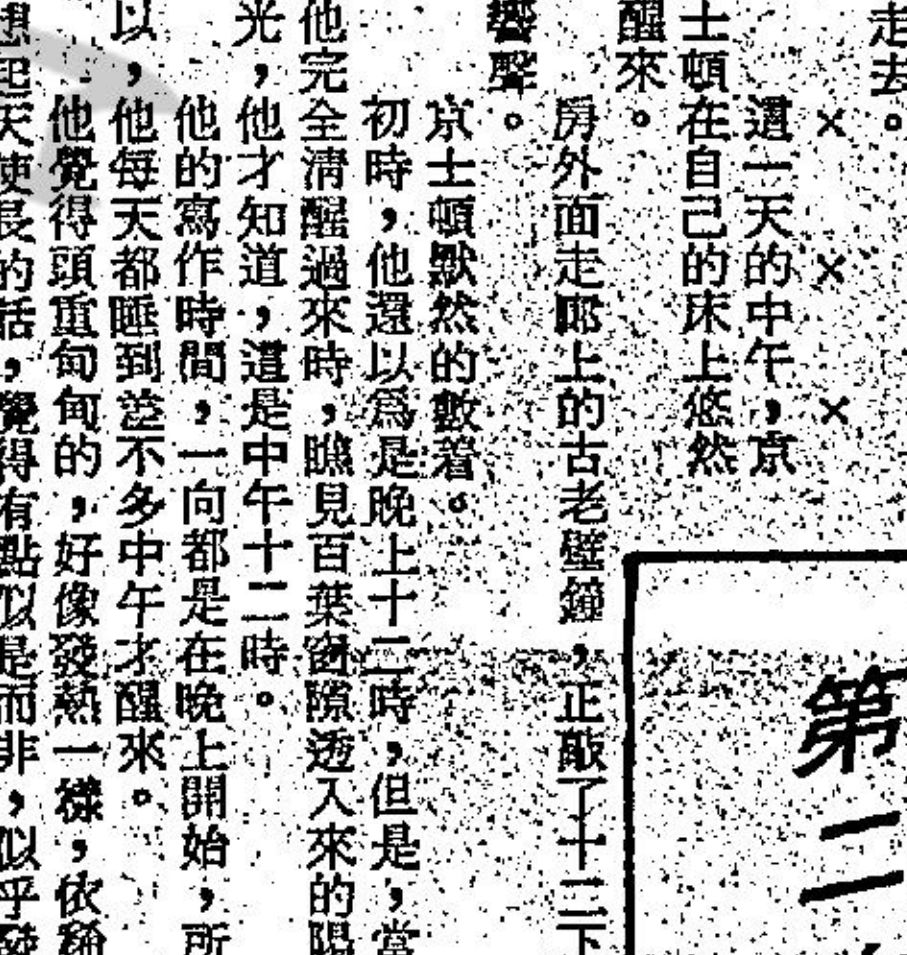 走去。
× × ×
這一天的中午，京
士頓在自己的床上悠然
醒來。
房外面走廊上的古老壁鐘，正敲了十二下
響聲。
京士頓默然的數着。
初時，他還以爲是晚上十二時，但是，當
他完全清醒過來時，瞧見百葉窗隙透入來的陽
光，他才知道，這是中午十二時。
他的寫作時間，一向都是在晚上開始，所
以，他每天都睡到差不多中午才醒來。
他覺得頭重甸甸的，好像發熱一樣，依稀
想起天使長的話，覺得有點似是而非，似乎
第二